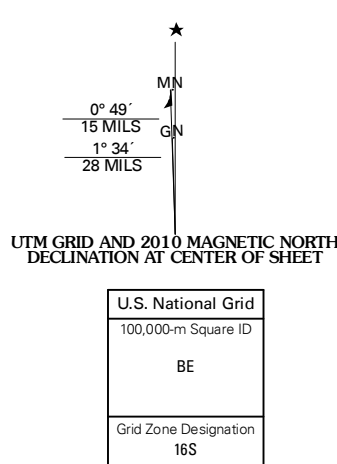 MN
0° 49´
15 MILS
GN
1° 34´
28 MILS
UTM GRID AND 2010 MAGNETIC NORTH
DECLINATION AT CENTER OF SHEET
U.S. National Grid
100,000-m Square ID
BE
Grid Zone Designation
16S